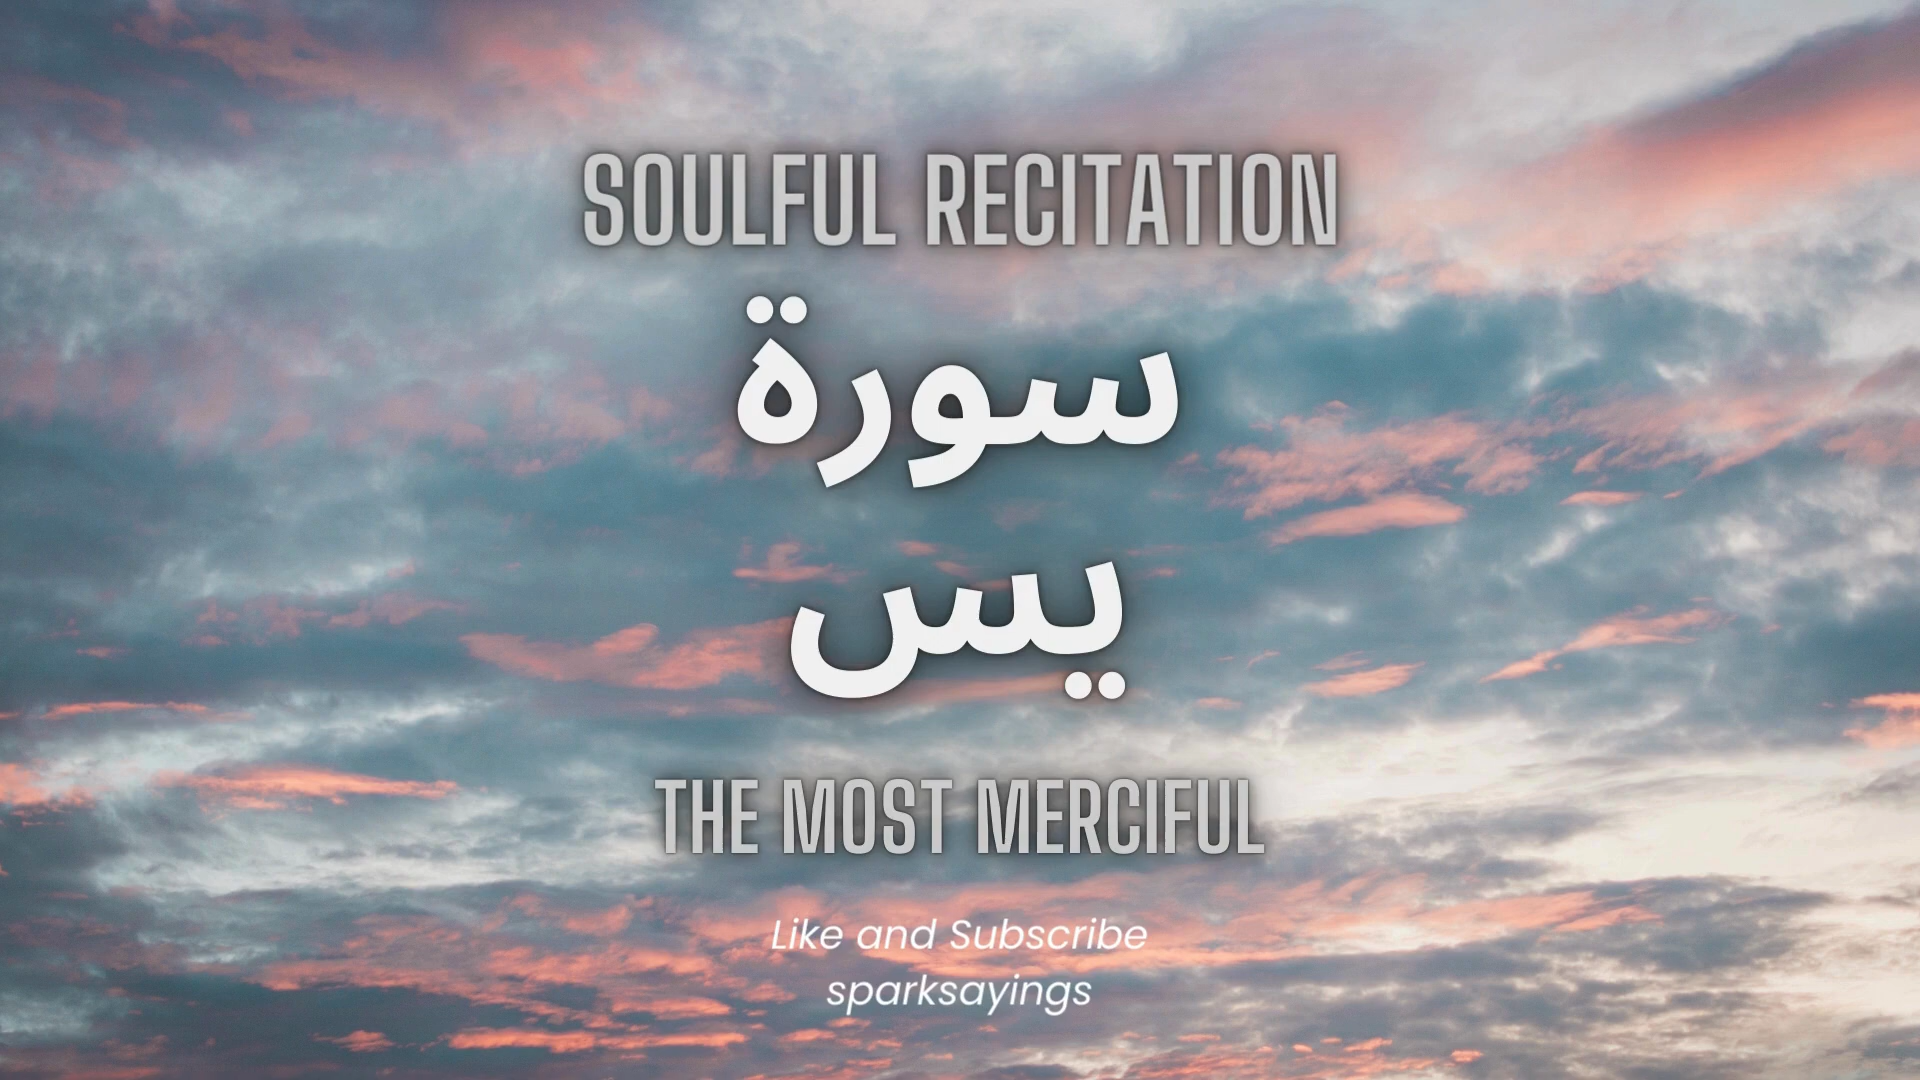 SOULFUL RECITATION
سورة
يس
THE MOST MERCIFUL
Like and Subscribe
sparksayings